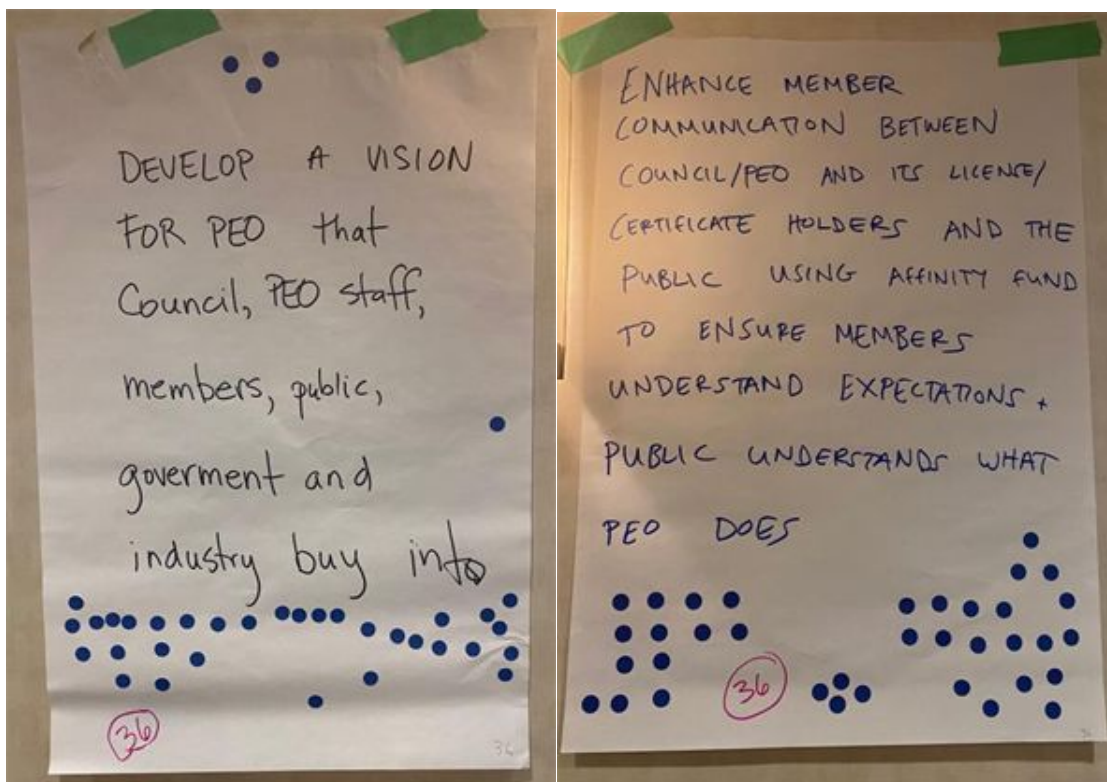 DEVELOP A VISION
FOR PEO that
Council, PEO staff,
members, public,
goverment and
industry buy into
36
36
ENHANCE MEMBER
COMMUNICATION BETWEEN
COUNCIL/PEO AND ITS LICENSE/
CERTIFICATE HOLDERS AND THE
PUBLIC USING AFFINITY FUND
TO ENSURE MEMBERS
UNDERSTAND EXPECTATIONS +
PUBLIC UNDERSTANDS WHAT
PEO DOES
36